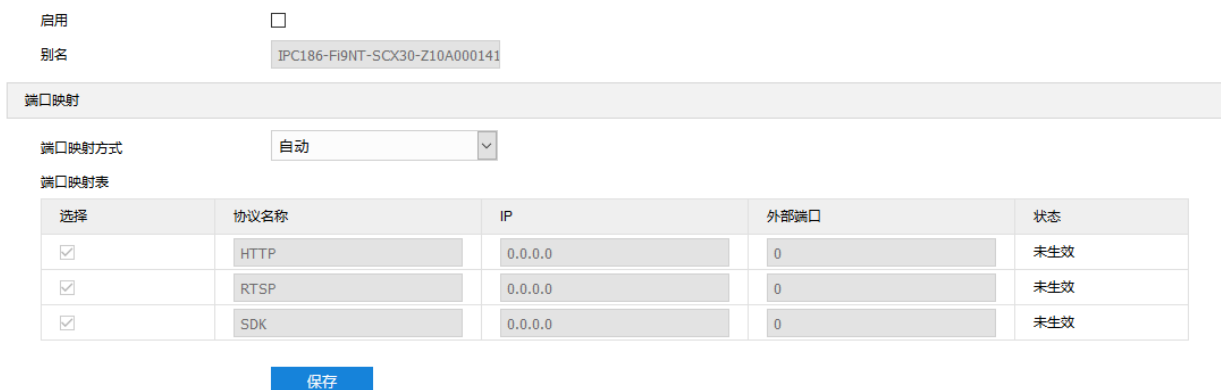 启用
别名 IPC186-Fi9NT-SCX30-Z10A000141
端口映射
端口映射方式 自动
端口映射表
选择 协议名称 IP 外部端口 状态
HTTP 0.0.0.0 0 未生效
RTSP 0.0.0.0 0 未生效
SDK 0.0.0.0 0 未生效
保存